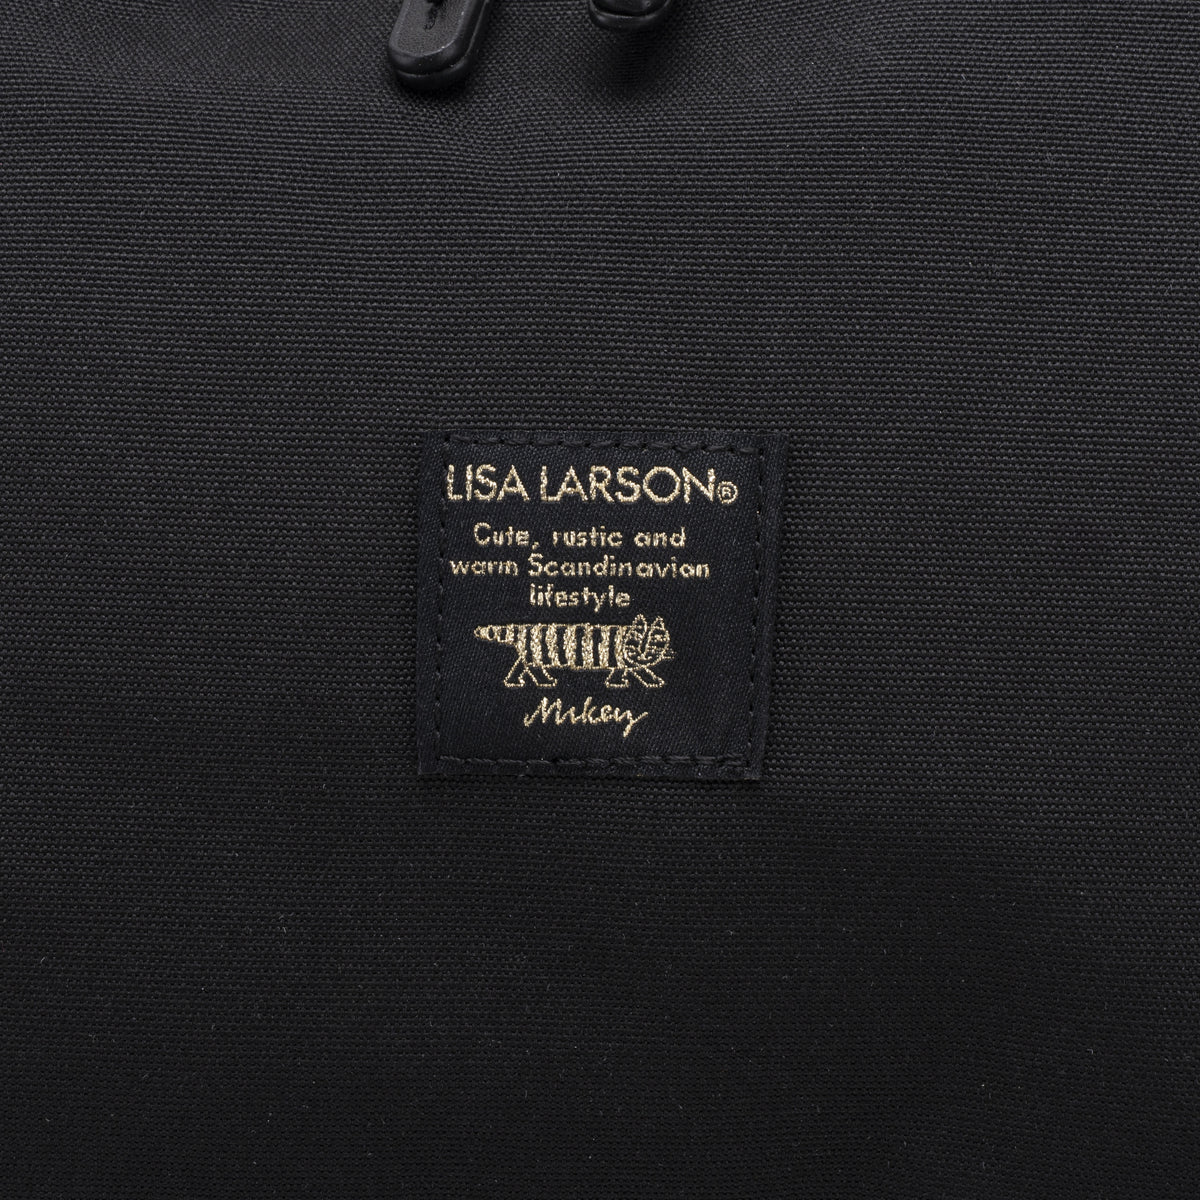 LISA LARSON®
Cute, rustic and
warm Scandinavian
lifestyle
Mikey